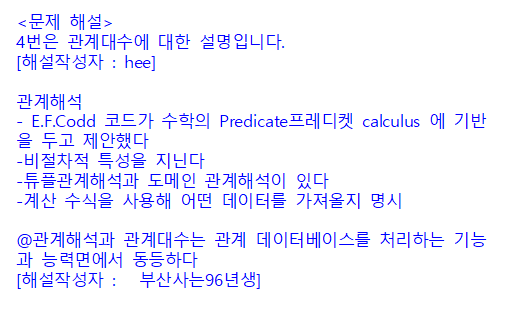 <문제 해설>
4번은 관계대수에 대한 설명입니다.
[해설작성자 : hee]
관계해석
- E.F.Codd 코드가 수학의 Predicate프레디켓 calculus 에 기반
을 두고 제안했다
-비절차적 특성을 지닌다
-튜플관계해석과 도메인 관계해석이 있다
-계산 수식을 사용해 어떤 데이터를 가져올지 명시
@관계해석과 관계대수는 관계 데이터베이스를 처리하는 기능
과 능력면에서 동등하다
[해설작성자 : 부산사는96년생]